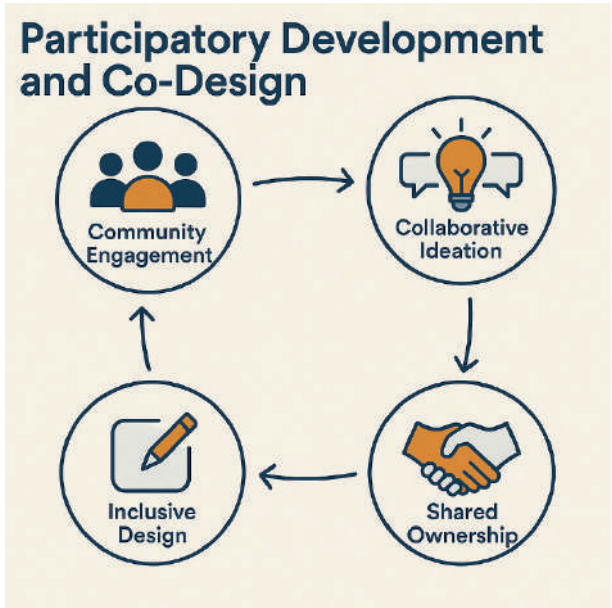 Participatory Development
and Co-Design
Community
Engagement
Collaborative
Ideation
Inclusive
Design
Shared
Ownership